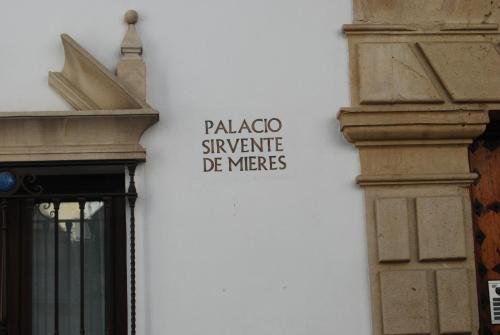 PALACIO
SIRVENTE
DE MIERES